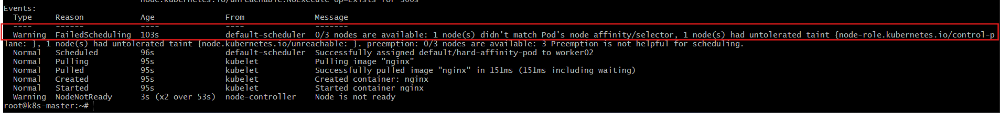 node.kubernetes.io/unreachable:NoExecute op=Exists for 300s
Events:
  Type     Reason            Age                From               Message
  ----     ------            ----               ----               -------
  Warning  FailedScheduling  103s               default-scheduler  0/3 nodes are available: 1 node(s) didn't match Pod's node affinity/selector, 1 node(s) had untolerated taint {node-role.kubernetes.io/control-p
lane: }, 1 node(s) had untolerated taint {node.kubernetes.io/unreachable: }. preemption: 0/3 nodes are available: 3 Preemption is not helpful for scheduling.
  Normal   Scheduled         96s                default-scheduler  Successfully assigned default/hard-affinity-pod to worker02
  Normal   Pulling           95s                kubelet            Pulling image "nginx"
  Normal   Pulled            95s                kubelet            Successfully pulled image "nginx" in 151ms (151ms including waiting)
  Normal   Created           95s                kubelet            Created container: nginx
  Normal   Started           95s                kubelet            Started container nginx
  Warning  NodeNotReady      3s (x2 over 53s)   node-controller    Node is not ready
root@k8s-master:~#